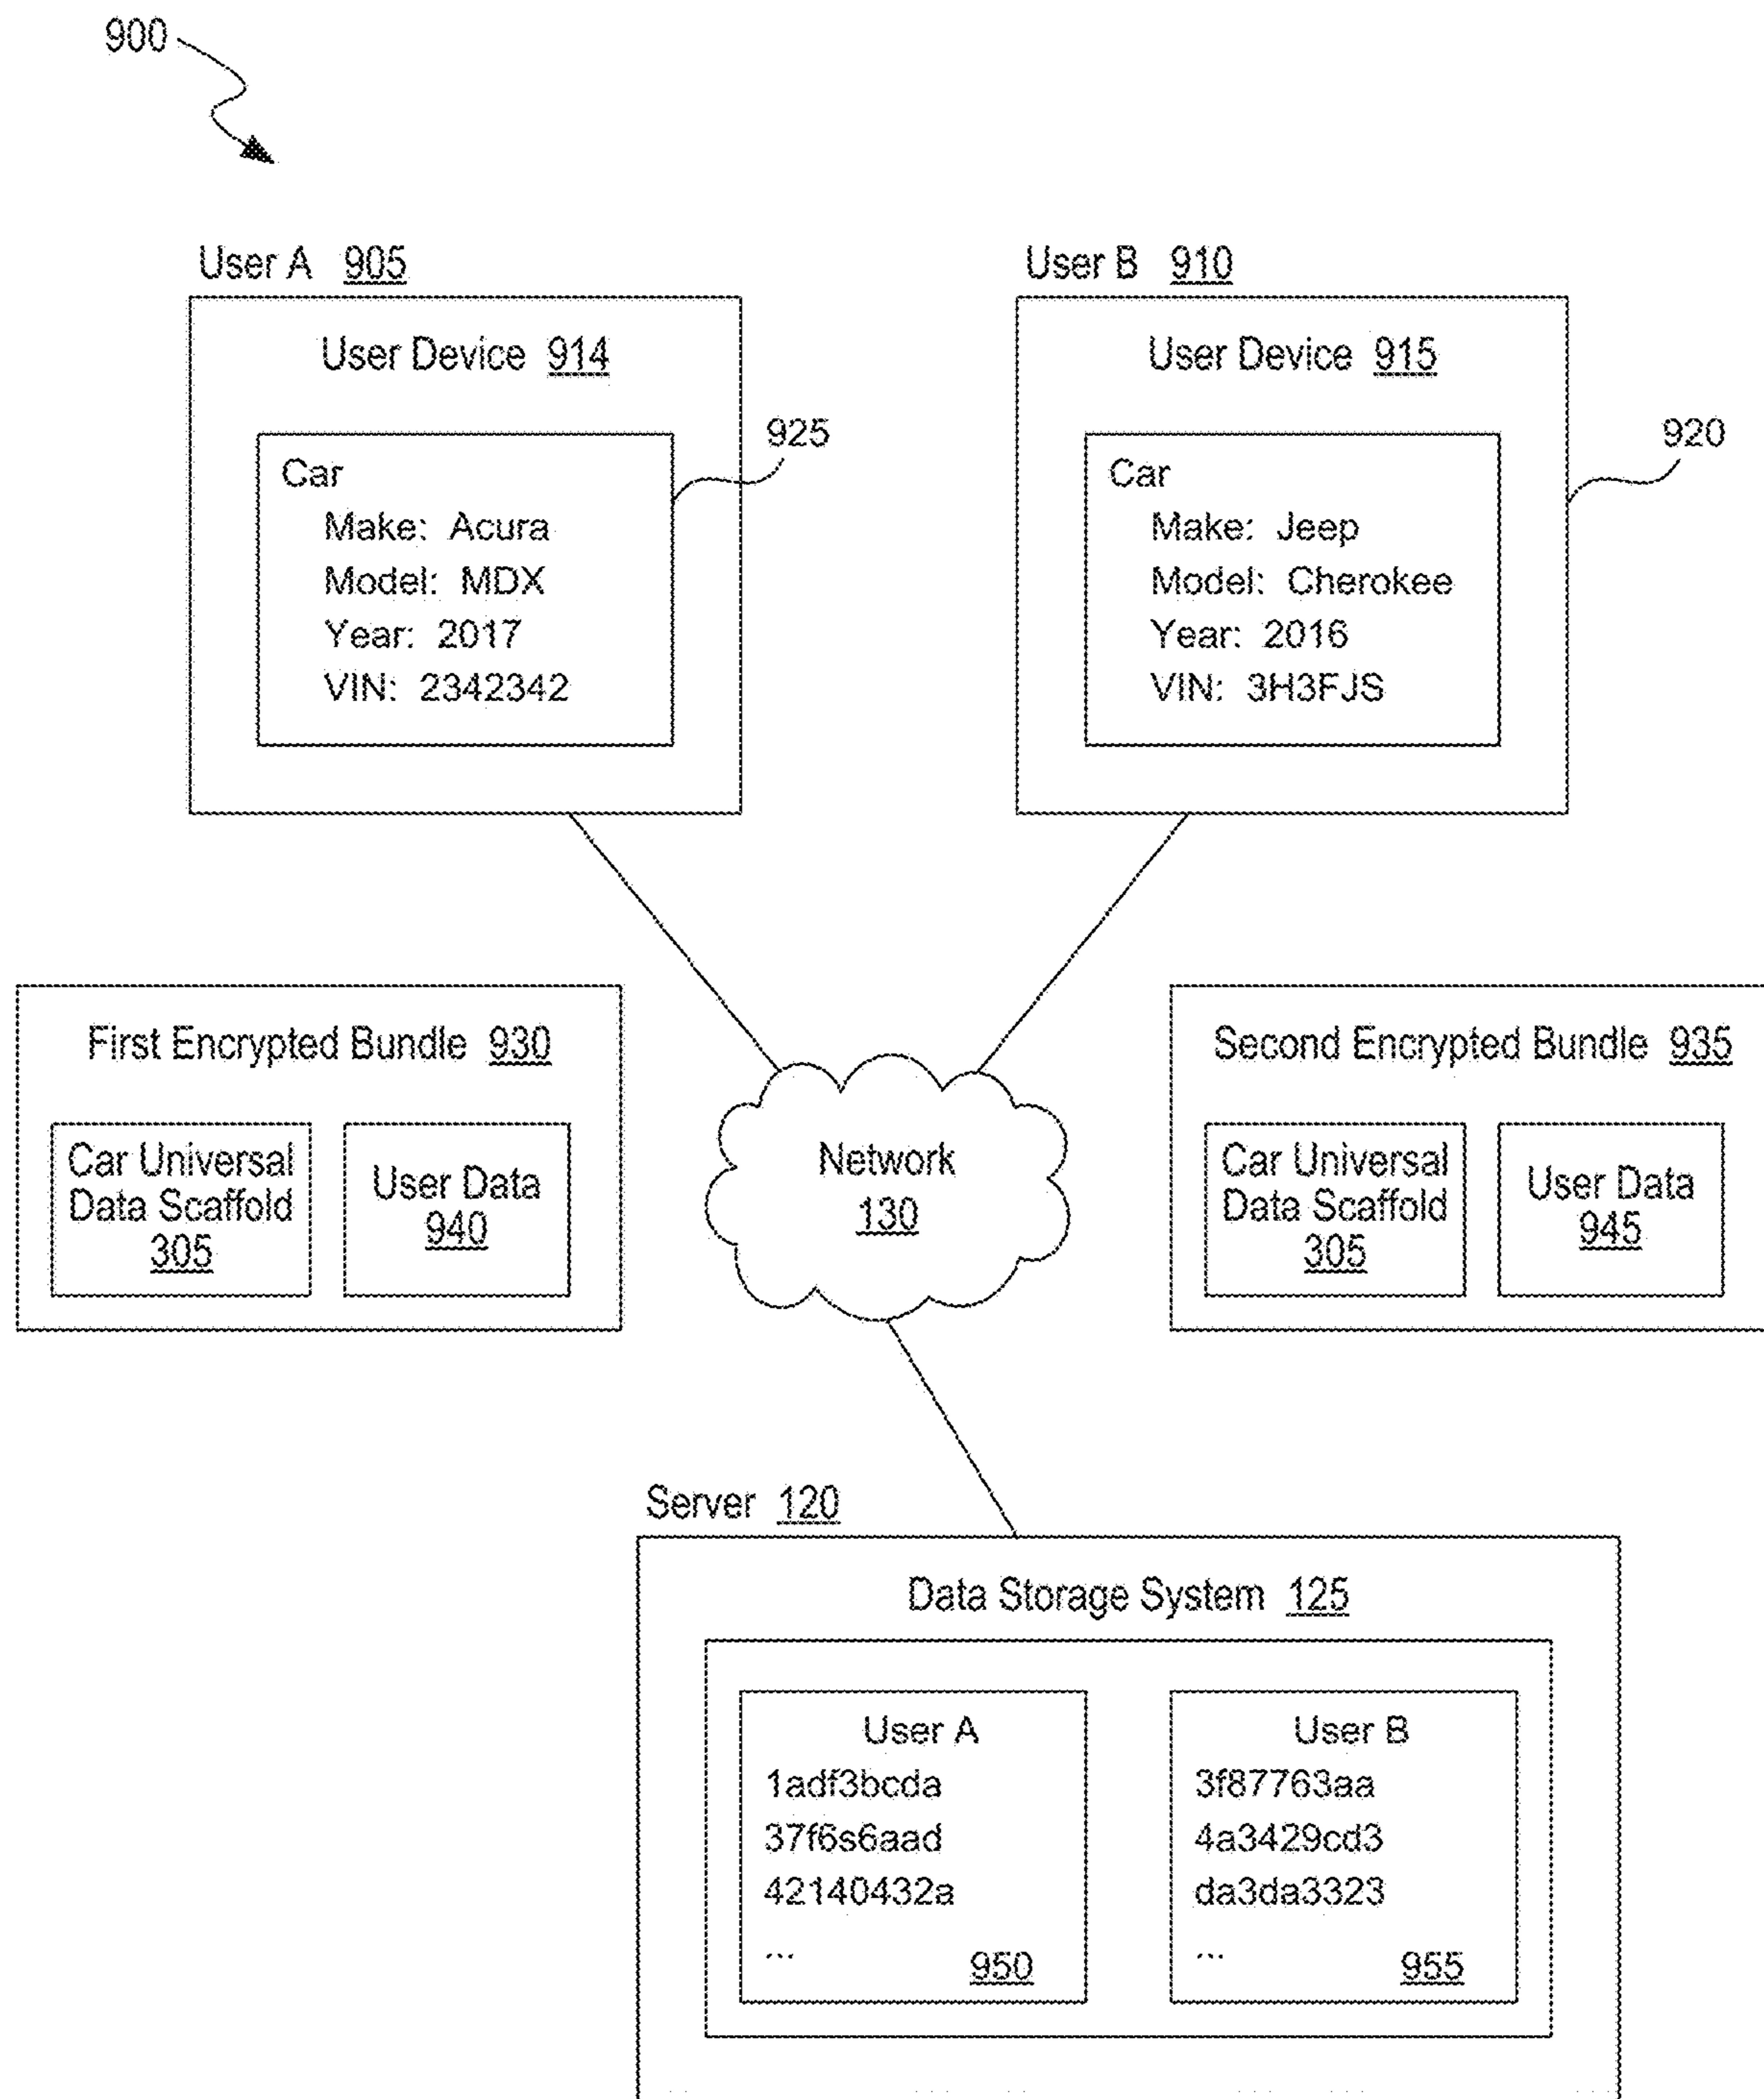 900
User A 905
User Device 914
925
Car
Make: Acura
Model: MDX
Year: 2017
VIN: 2342342
User B 910
User Device 915
920
Car
Make: Jeep
Model: Cherokee
Year: 2016
VIN: 3H3FJS
First Encrypted Bundle 930
Car Universal
Data Scaffold
305
User Data
940
Network
130
Second Encrypted Bundle 935
Car Universal
Data Scaffold
305
User Data
945
Server 120
Data Storage System 125
User A
1adf3bcda
37f6s6aad
42140432a
...
950
User B
3f87763aa
4a3429cd3
da3da3323
...
955